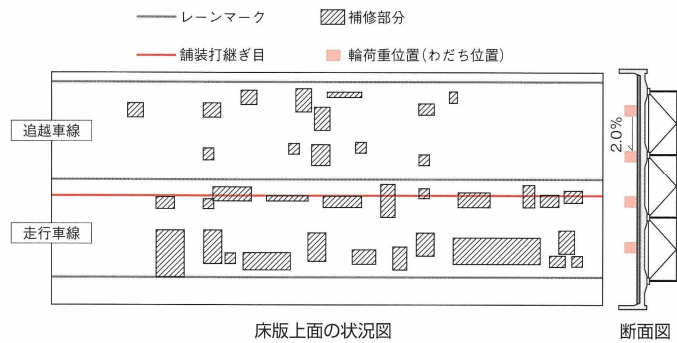 レーンマーク
補修部分
舗装打継ぎ目
輪荷重位置(わだち位置)
追越車線
2.0%
走行車線
床版上面の状況図
断面図